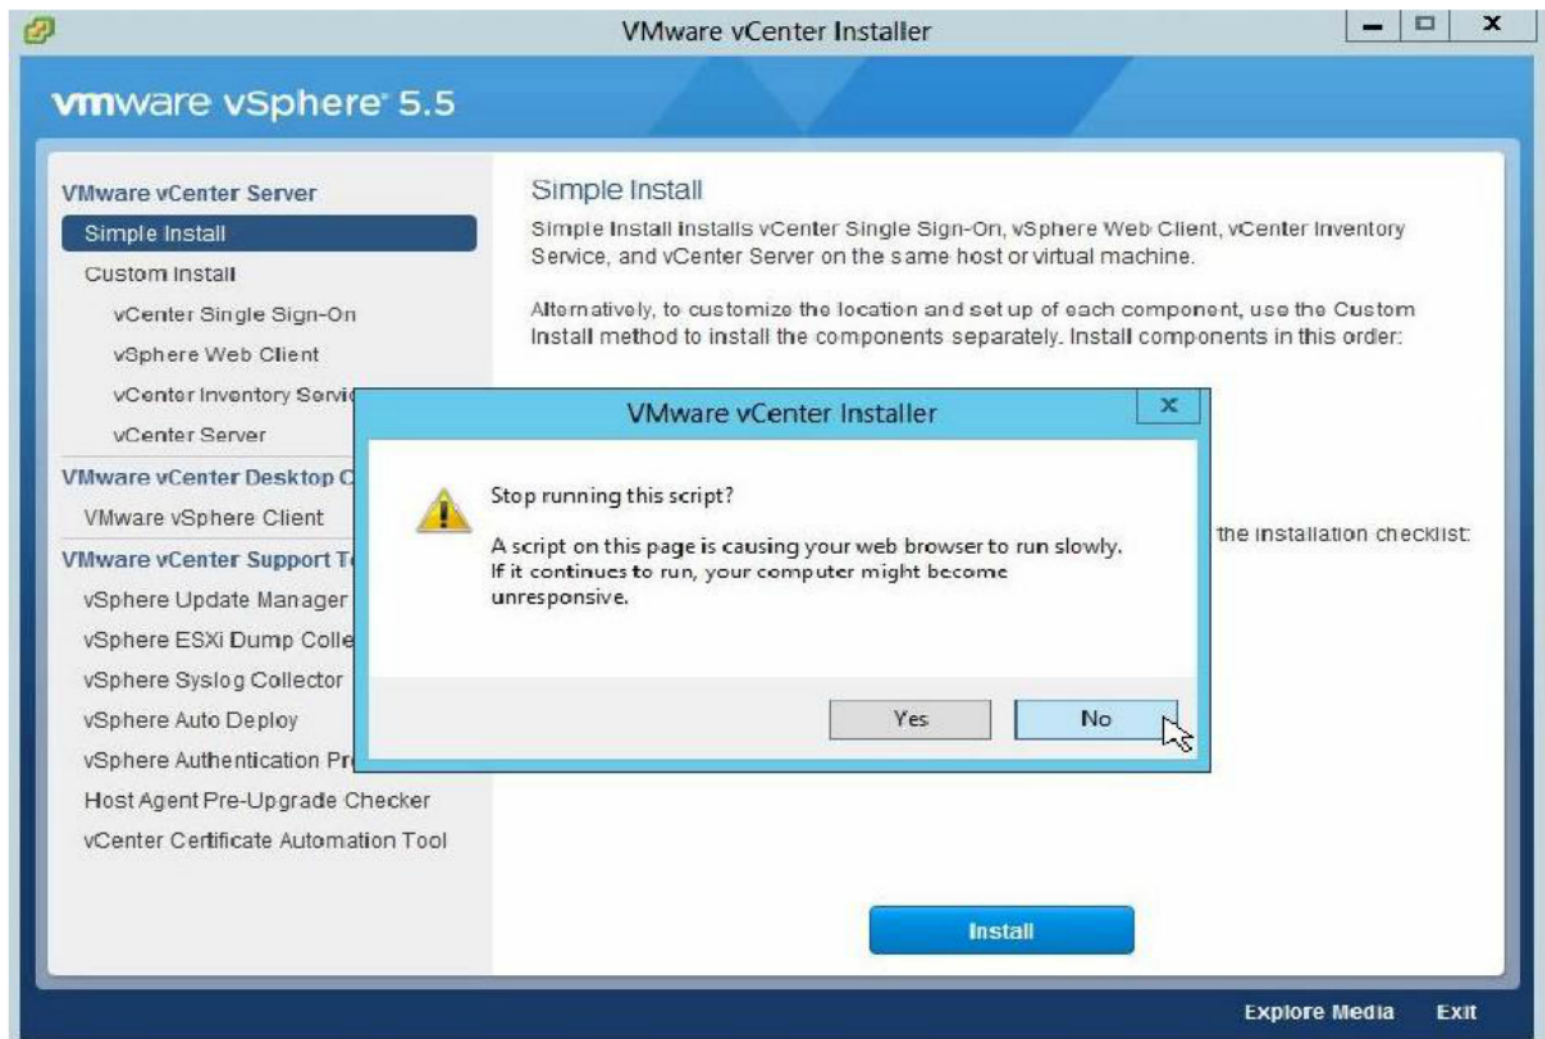 VMware vCenter Installer
vmware vSphere® 5.5
VMware vCenter Server
Simple Install
Custom Install
vCenter Single Sign-On
vSphere Web Client
vCenter Inventory
vCenter Server
VMware vCenter Desktop
VMware vSphere Client
VMware vCenter Support
vSphere Update Manager
vSphere ESXi Dump
vSphere Syslog Collector
vSphere Auto Deploy
vSphere Authentication
Host Agent Pre-Upgrade Checker
vCenter Certificate Automation Tool
Simple Install
Simple Install installs vCenter Single Sign-On, vSphere Web Client, vCenter Inventory
Service, and vCenter Server on the same host or virtual machine.
Alternatively, to customize the location and set up of each component, use the Custom
Install method to install the components separately. Install components in this order:
the installation checklist:
VMware vCenter Installer
Stop running this script?
A script on this page is causing your web browser to run slowly.
If it continues to run, your computer might become
unresponsive.
Yes
No
Install
Explore Media
Exit